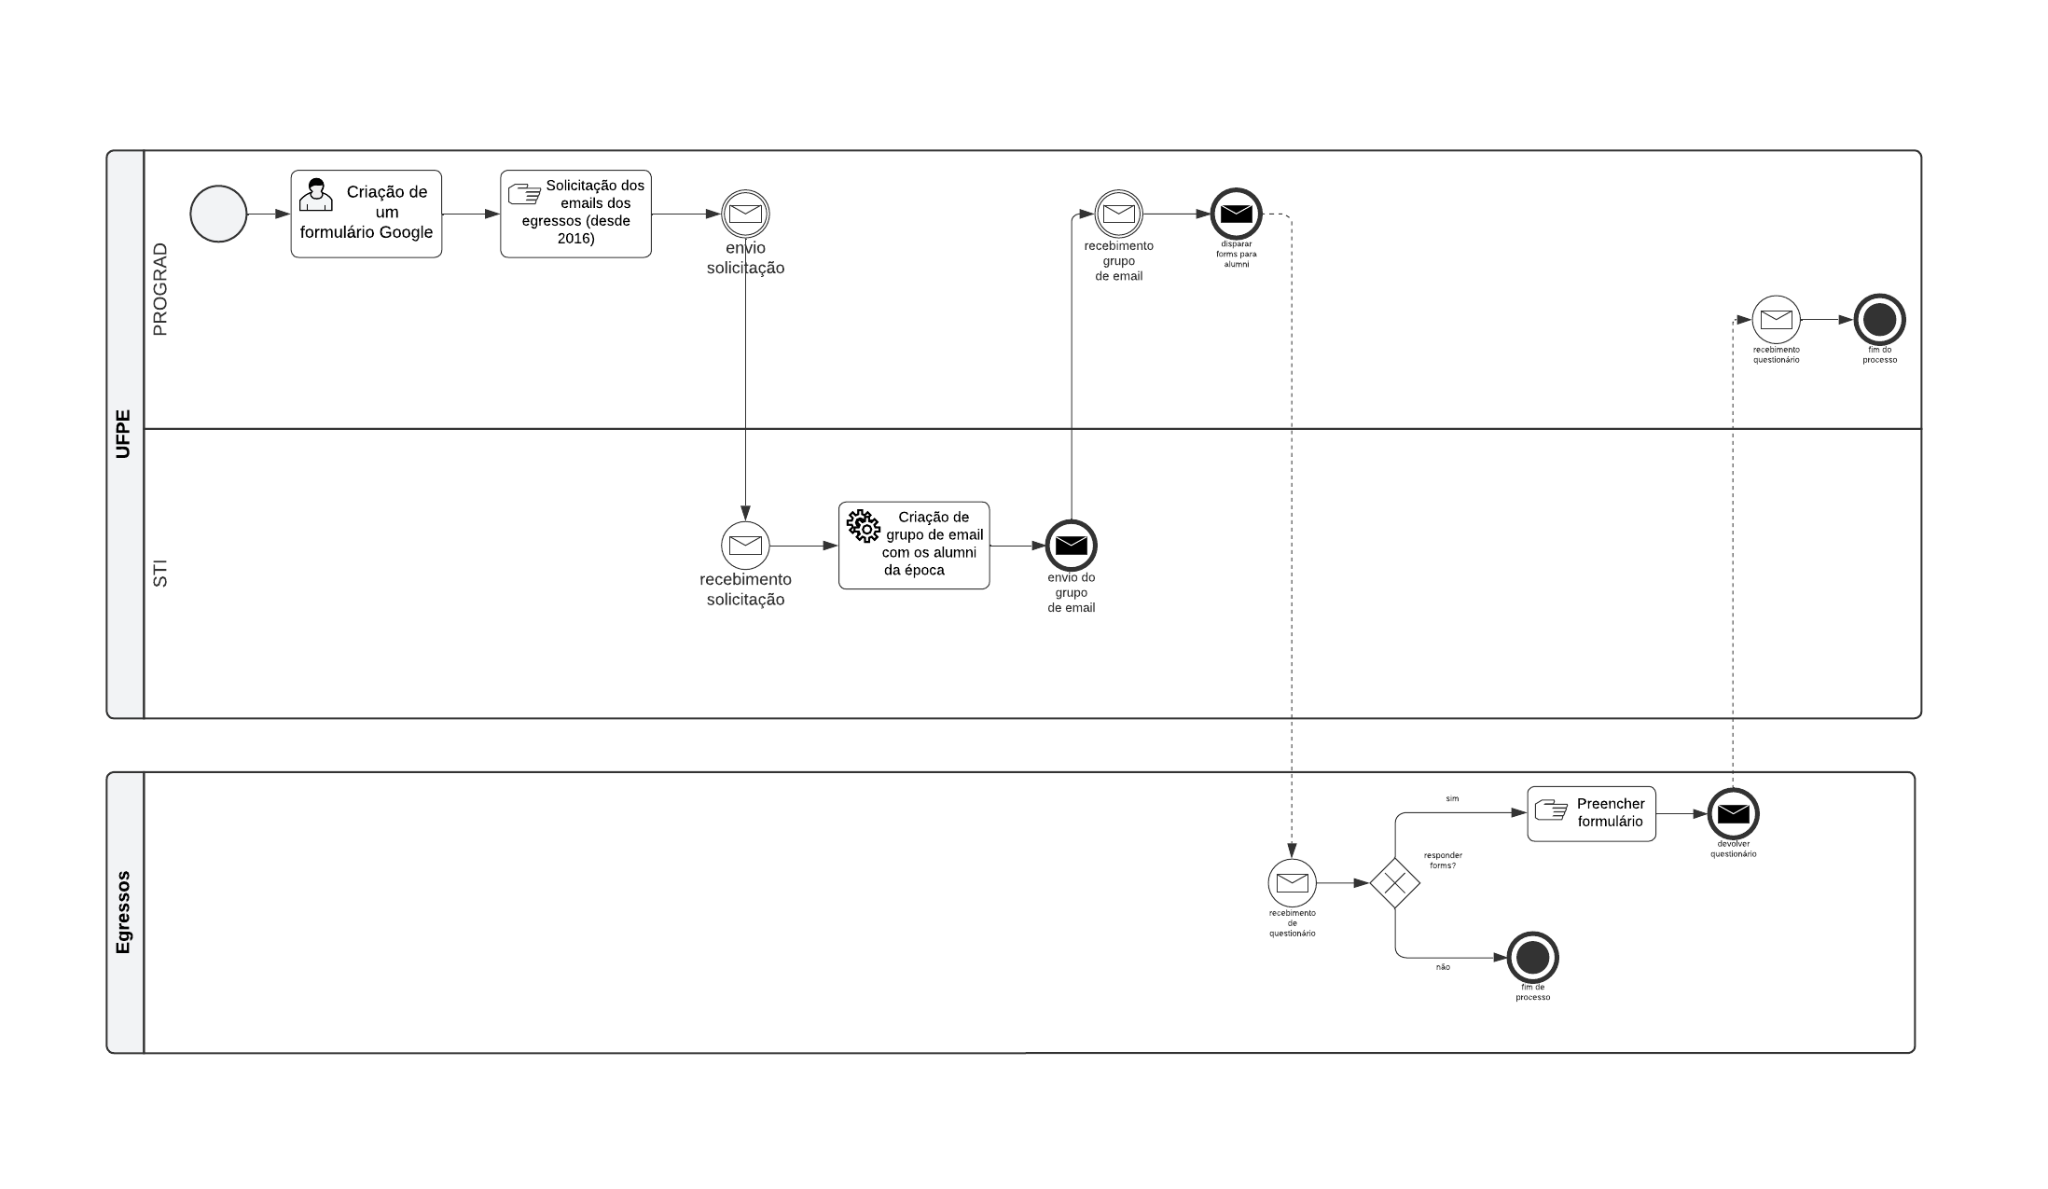 UFPE
PROGRAD
Criação de
um
formulário Google
Solicitação dos
emails dos
egressos (desde
2016)
envio
solicitação
recebimento
grupo
de email
disparar
forms para
alumni
recebimento
questionário
fim do
processo
STI
recebimento
solicitação
Criação de
grupo de email
com os alumni
da época
envio do
grupo
de email
Egressos
recebimento
de
questionário
responder
forms?
sim
não
Preencher
formulário
devolver
questionário
fim de
processo